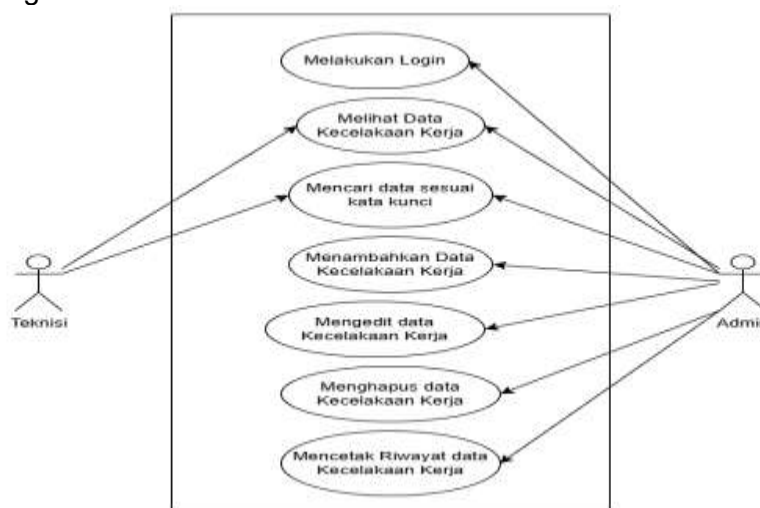 g
Melakukan Login
Melihat Data
Kecelakaan Kerja
Mencari data sesuai
kata kunci
Menambahkan Data
Kecelakaan Kerja
Teknisi
Admin
Mengedit data
Kecelakaan Kerja
Menghapus data
Kecelakaan Kerja
Mencetak Riwayat data
Kecelakaan Kerja